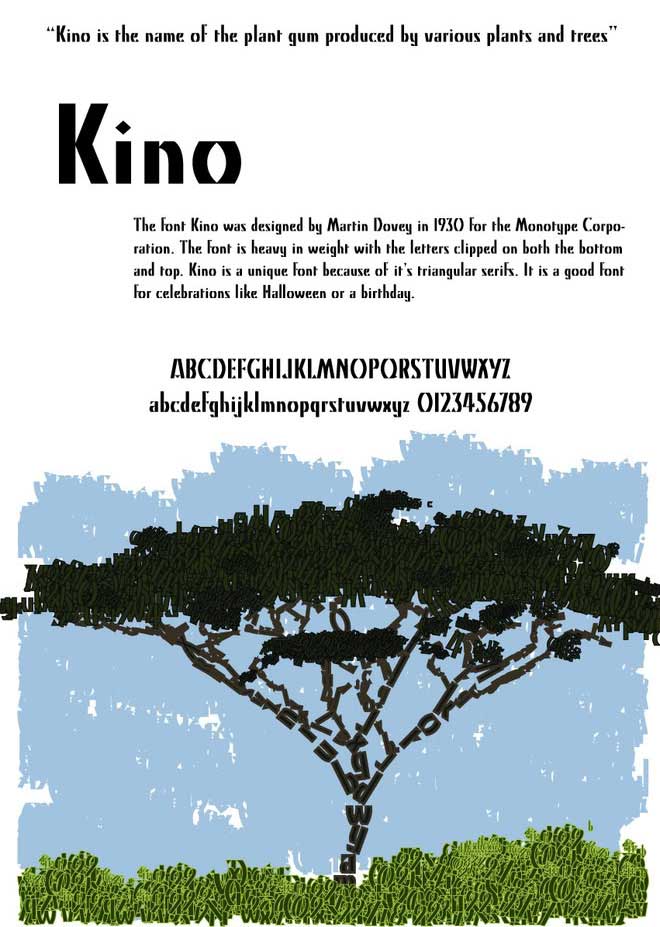 “Kino is the name of the plant gum produced by various plants and trees”
Kino
The font Kino was designed by Martin Dovey in 1930 for the Monotype Corpo-
ration. The font is heavy in weight with the letters clipped on both the bottom
and top. Kino is a unique font because of it's triangular serifs. It is a good font
for celebrations like Halloween or a birthday.
ABCDEFGHIJKLMNOPQRSTUVWXYZ
abcdefghijklmnopqrstuvwxyz 0123456789